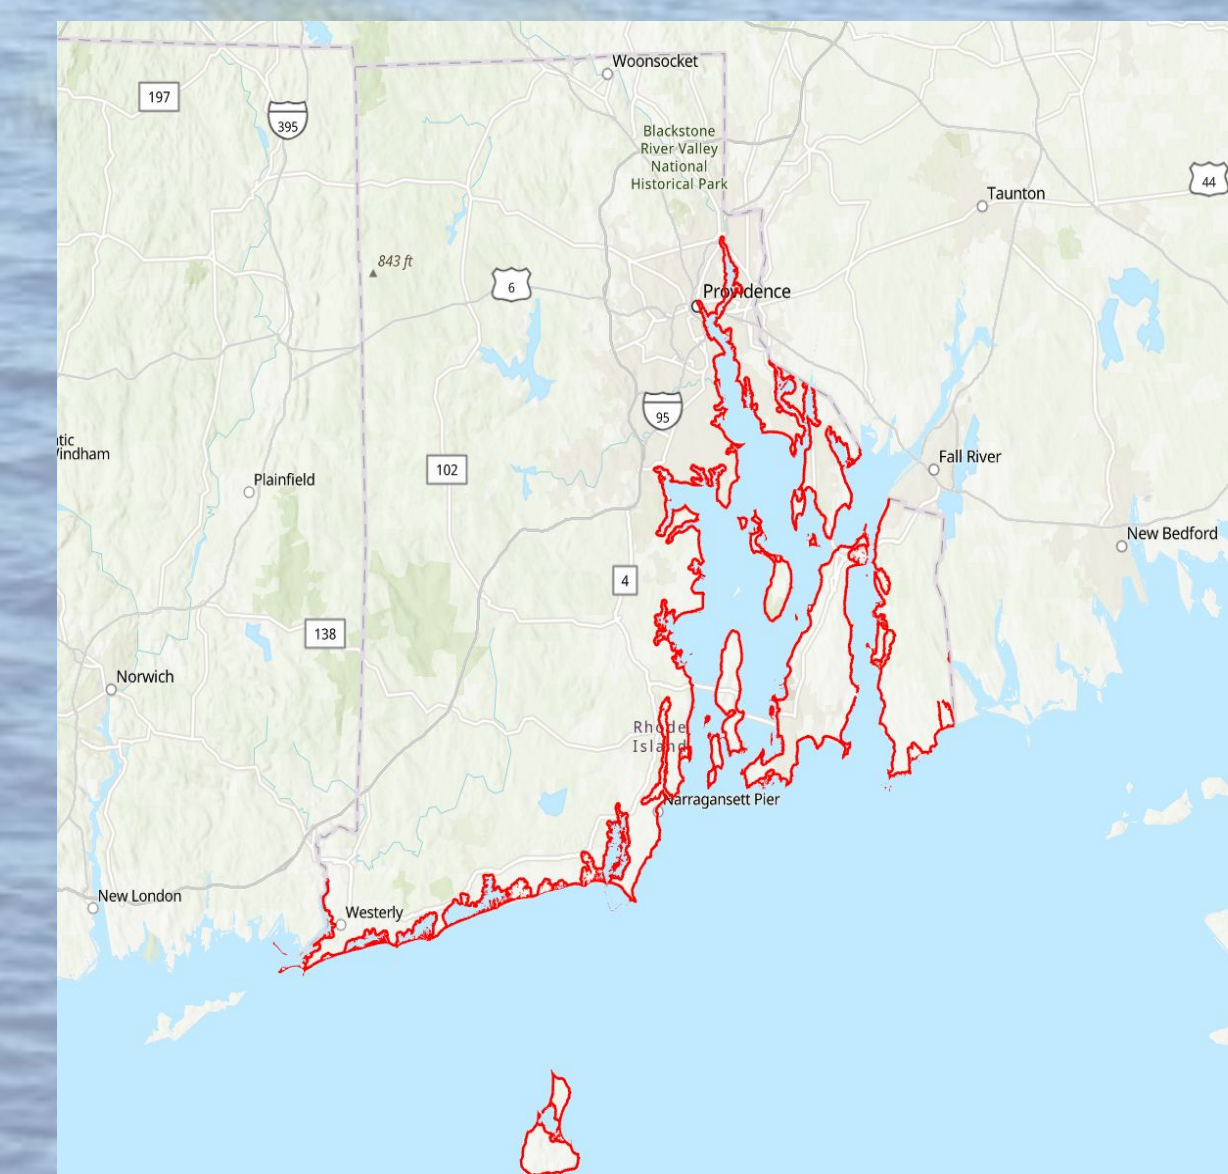 Woonsocket
197
395
Blackstone
River Valley
National
Historical Park
44
Taunton
843 ft
6
Providence
95
tic
Windham
102
Fall River
Plainfield
New Bedford
4
138
Norwich
Rhode
Island
Narragansett Pier
New London
Westerly